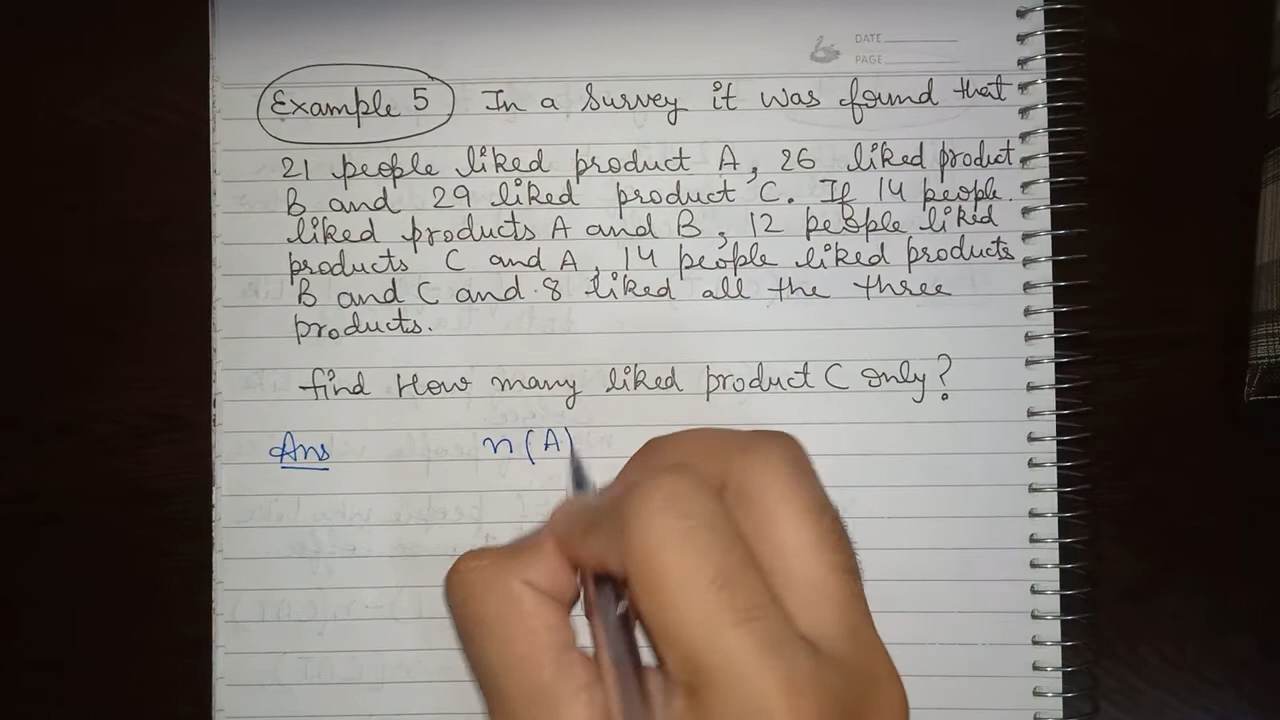 DATE
PAGE
Example 5 In a survey it was found that
21 people liked product A, 26 liked product
B and 29 liked product C. If 14 people
liked products A and B, 12 people liked
products C and A, 14 people liked products
B and C and 8 liked all the three
products.
find How many liked product C only?
Ans n(A)